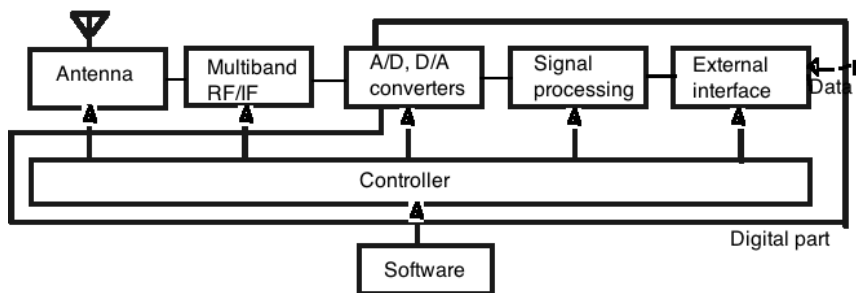 Antenna
Multiband
RF/IF
A/D, D/A
converters
Signal
processing
External
interface
Data
Controller
Digital part
Software